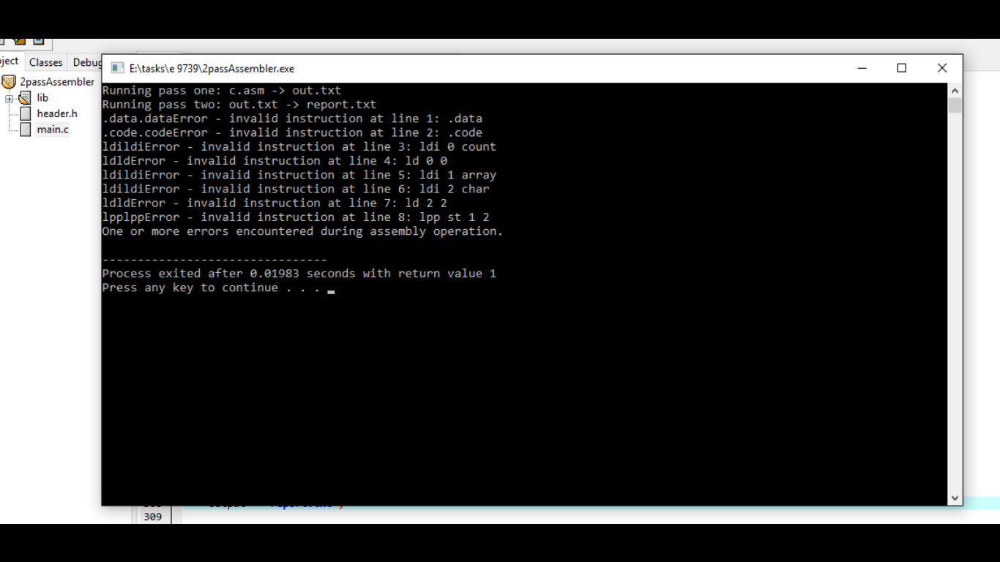 ject Classes Debug
E:\tasks\e 9739\2passAssembler.exe
2passAssembler
lib
header.h
main.c
Running pass one: c.asm -> out.txt
Running pass two: out.txt -> report.txt
.data.dataError - invalid instruction at line 1: .data
.code.codeError - invalid instruction at line 2: .code
ldildiError - invalid instruction at line 3: ldi 0 count
ldldError - invalid instruction at line 4: ld 0 0
ldildiError - invalid instruction at line 5: ldi 1 array
ldildiError - invalid instruction at line 6: ldi 2 char
ldldError - invalid instruction at line 7: ld 2 2
lpplppError - invalid instruction at line 8: lpp st 1 2
One or more errors encountered during assembly operation.
--------------------------------
Process exited after 0.01983 seconds with return value 1
Press any key to continue . . .
309